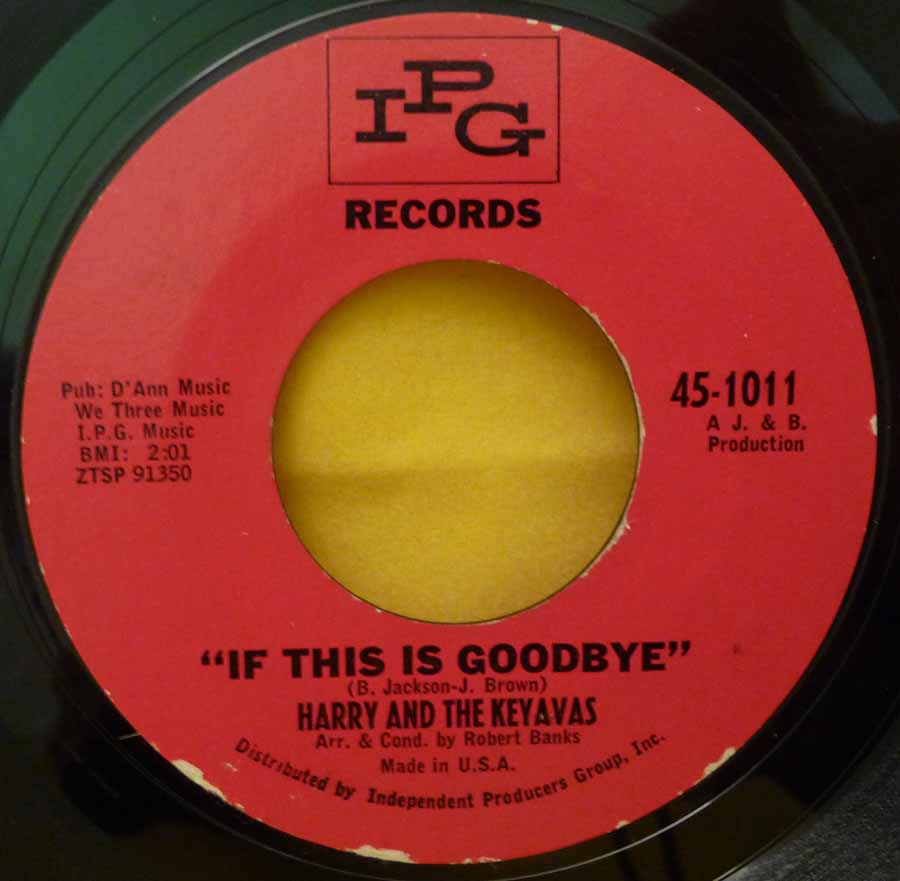 IPG
RECORDS
Pub: D'Ann Music
We Three Music
I.P.G. Music
BMI: 2:01
ZTSP 91350
45-1011
A J. & B.
Production
"IF THIS IS GOODBYE"
(B. Jackson-J. Brown)
HARRY AND THE KEYAVAS
Arr. & Cond. by Robert Banks
Made in U.S.A.
Distributed by Independent Producers Group, Inc.